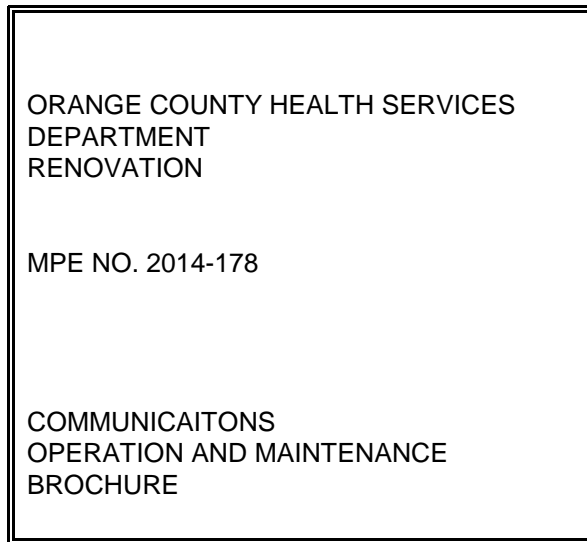 ORANGE COUNTY HEALTH SERVICES
DEPARTMENT
RENOVATION
MPE NO. 2014-178
COMMUNICAITONS
OPERATION AND MAINTENANCE
BROCHURE